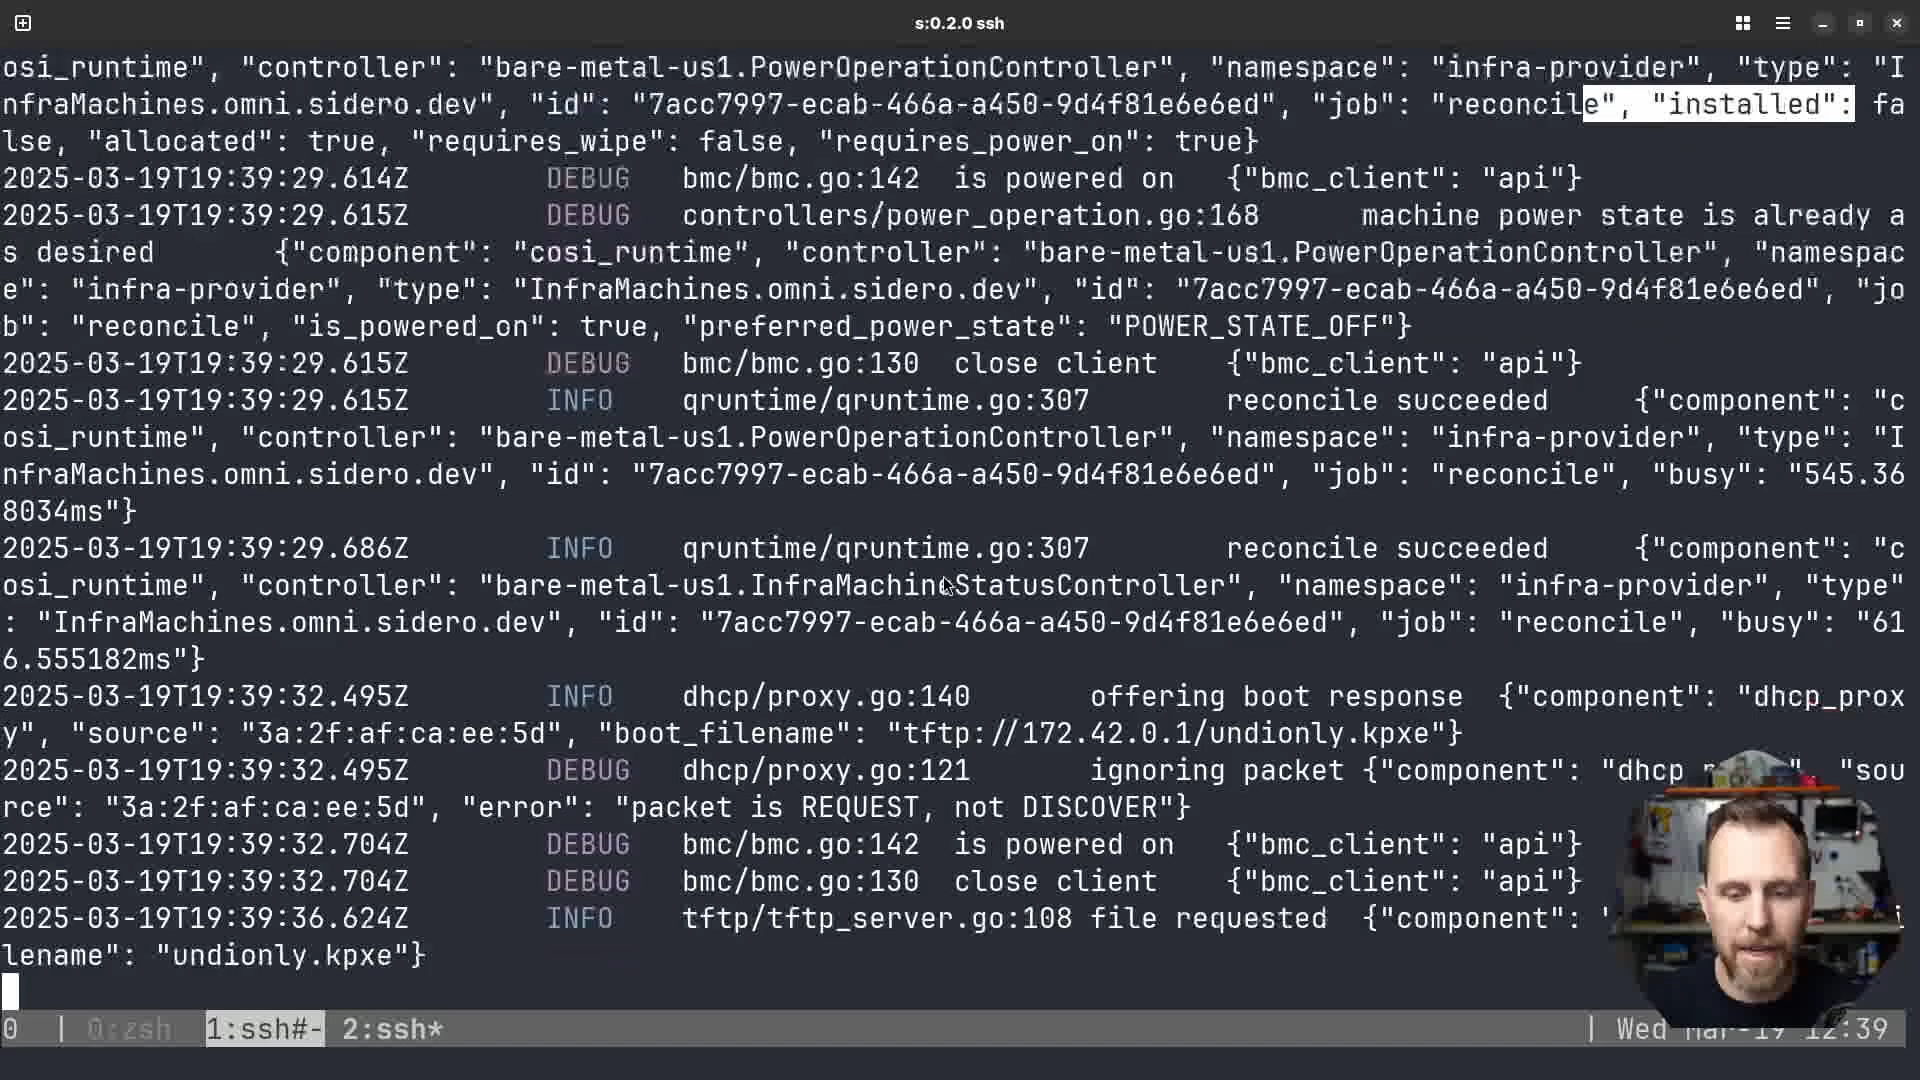 s:0.2.0 ssh
osi_runtime", "controller": "bare-metal-us1.PowerOperationController", "namespace": "infra-provider", "type": "I
nfraMachines.omni.sidero.dev", "id": "7acc7997-ecab-466a-a450-9d4f81e6e6ed", "job": "reconcile", "installed": fa
lse, "allocated": true, "requires_wipe": false, "requires_power_on": true}
2025-03-19T19:39:29.614Z DEBUG bmc/bmc.go:142 is powered on {"bmc_client": "api"}
2025-03-19T19:39:29.615Z DEBUG controllers/power_operation.go:168 machine power state is already a
s desired {"component": "cosi_runtime", "controller": "bare-metal-us1.PowerOperationController", "namespac
e": "infra-provider", "type": "InfraMachines.omni.sidero.dev", "id": "7acc7997-ecab-466a-a450-9d4f81e6e6ed", "jo
b": "reconcile", "is_powered_on": true, "preferred_power_state": "POWER_STATE_OFF"}
2025-03-19T19:39:29.615Z DEBUG bmc/bmc.go:130 close client {"bmc_client": "api"}
2025-03-19T19:39:29.615Z INFO qruntime/qruntime.go:307 reconcile succeeded {"component": "c
osi_runtime", "controller": "bare-metal-us1.PowerOperationController", "namespace": "infra-provider", "type": "I
nfraMachines.omni.sidero.dev", "id": "7acc7997-ecab-466a-a450-9d4f81e6e6ed", "job": "reconcile", "busy": "545.36
8034ms"}
2025-03-19T19:39:29.686Z INFO qruntime/qruntime.go:307 reconcile succeeded {"component": "c
osi_runtime", "controller": "bare-metal-us1.InfraMachineStatusController", "namespace": "infra-provider", "type"
: "InfraMachines.omni.sidero.dev", "id": "7acc7997-ecab-466a-a450-9d4f81e6e6ed", "job": "reconcile", "busy": "61
6.555182ms"}
2025-03-19T19:39:32.495Z INFO dhcp/proxy.go:140 offering boot response {"component": "dhcp_prox
y", "source": "3a:2f:af:ca:ee:5d", "boot_filename": "tftp://172.42.0.1/undionly.kpxe"}
2025-03-19T19:39:32.495Z DEBUG dhcp/proxy.go:121 ignoring packet {"component": "dhcp "sou
rce": "3a:2f:af:ca:ee:5d", "error": "packet is REQUEST, not DISCOVER"}
2025-03-19T19:39:32.704Z DEBUG bmc/bmc.go:142 is powered on {"bmc_client": "api"}
2025-03-19T19:39:32.704Z DEBUG bmc/bmc.go:130 close client {"bmc_client": "api"}
2025-03-19T19:39:36.624Z INFO tftp/tftp_server.go:108 file requested {"component":
lename": "undionly.kpxe"}
0 | 0:zsh 1:ssh#- 2:ssh* | Wed Mar-19 12:39